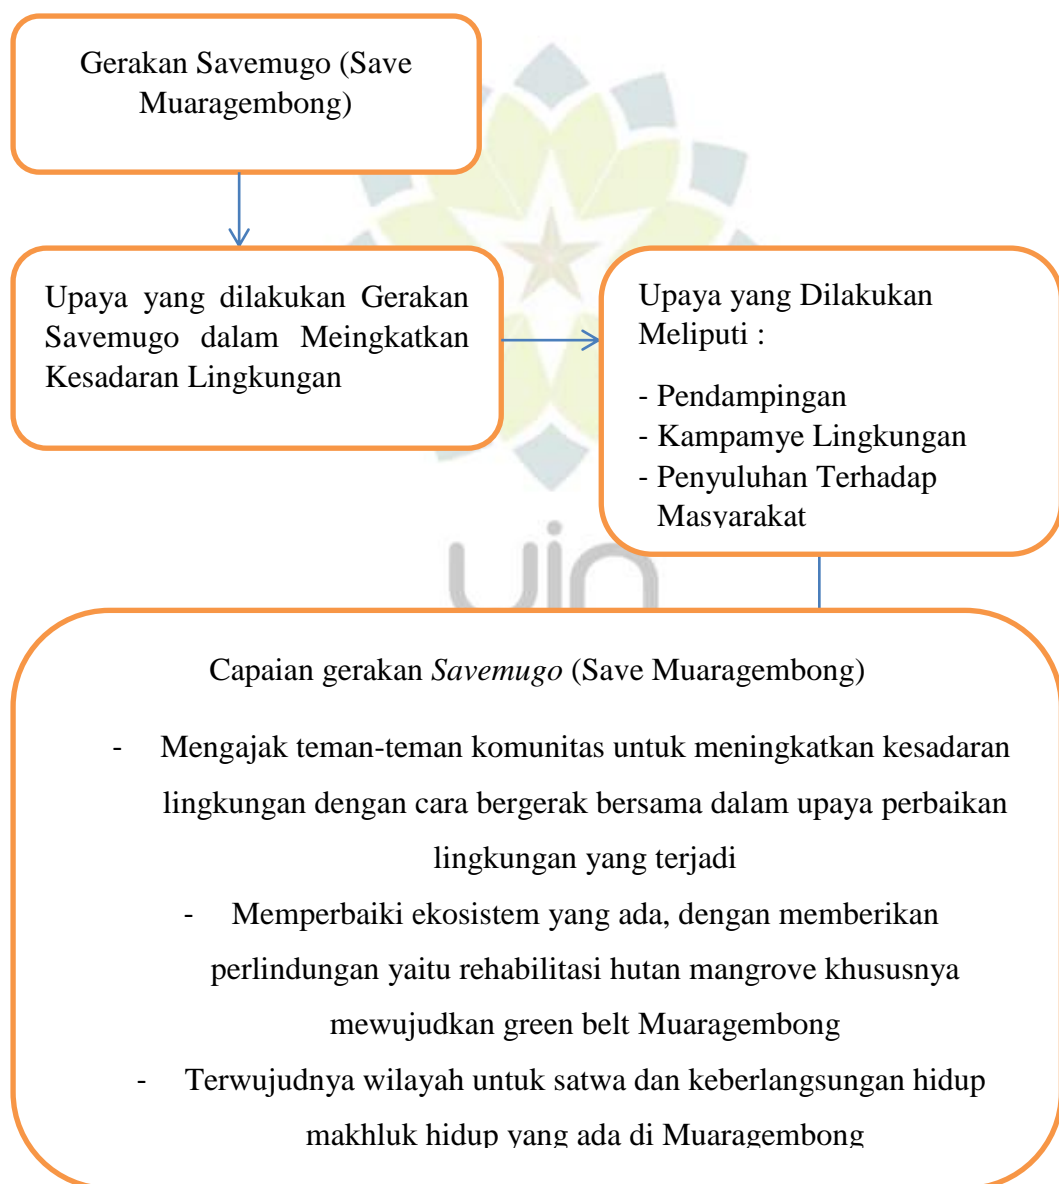 Gerakan Savemugo (Save
Muaragembong)
Upaya yang dilakukan Gerakan
Savemugo dalam Meingkatkan
Kesadaran Lingkungan
Upaya yang Dilakukan
Meliputi :
- Pendampingan
- Kampamye Lingkungan
- Penyuluhan Terhadap
Masyarakat
uin
Capaian gerakan Savemugo (Save Muaragembong)
- Mengajak teman-teman komunitas untuk meningkatkan kesadaran
lingkungan dengan cara bergerak bersama dalam upaya perbaikan
lingkungan yang terjadi
- Memperbaiki ekosistem yang ada, dengan memberikan
perlindungan yaitu rehabilitasi hutan mangrove khususnya
mewujudkan green belt Muaragembong
- Terwujudnya wilayah untuk satwa dan keberlangsungan hidup
makhluk hidup yang ada di Muaragembong